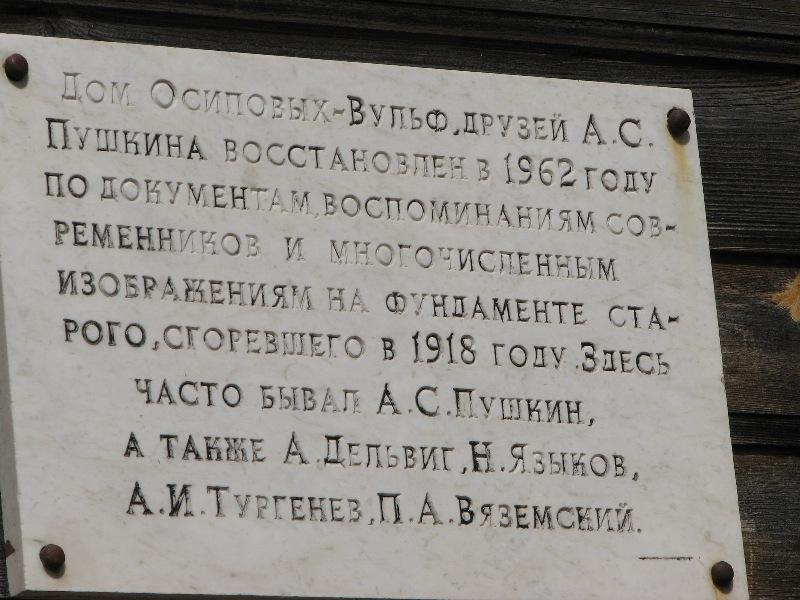 Дом Осиповых-Вульф, друзей А.С.
Пушкина восстановлен в 1962 году
по документам, воспоминаниям сов-
ременников и многочисленным
изображениям на фундаменте ста-
рого, сгоревшего в 1918 году. Здесь
часто бывал А.С. Пушкин,
а также А. Дельвиг, Н. Языков,
А.И. Тургенев, П.А. Вяземский.